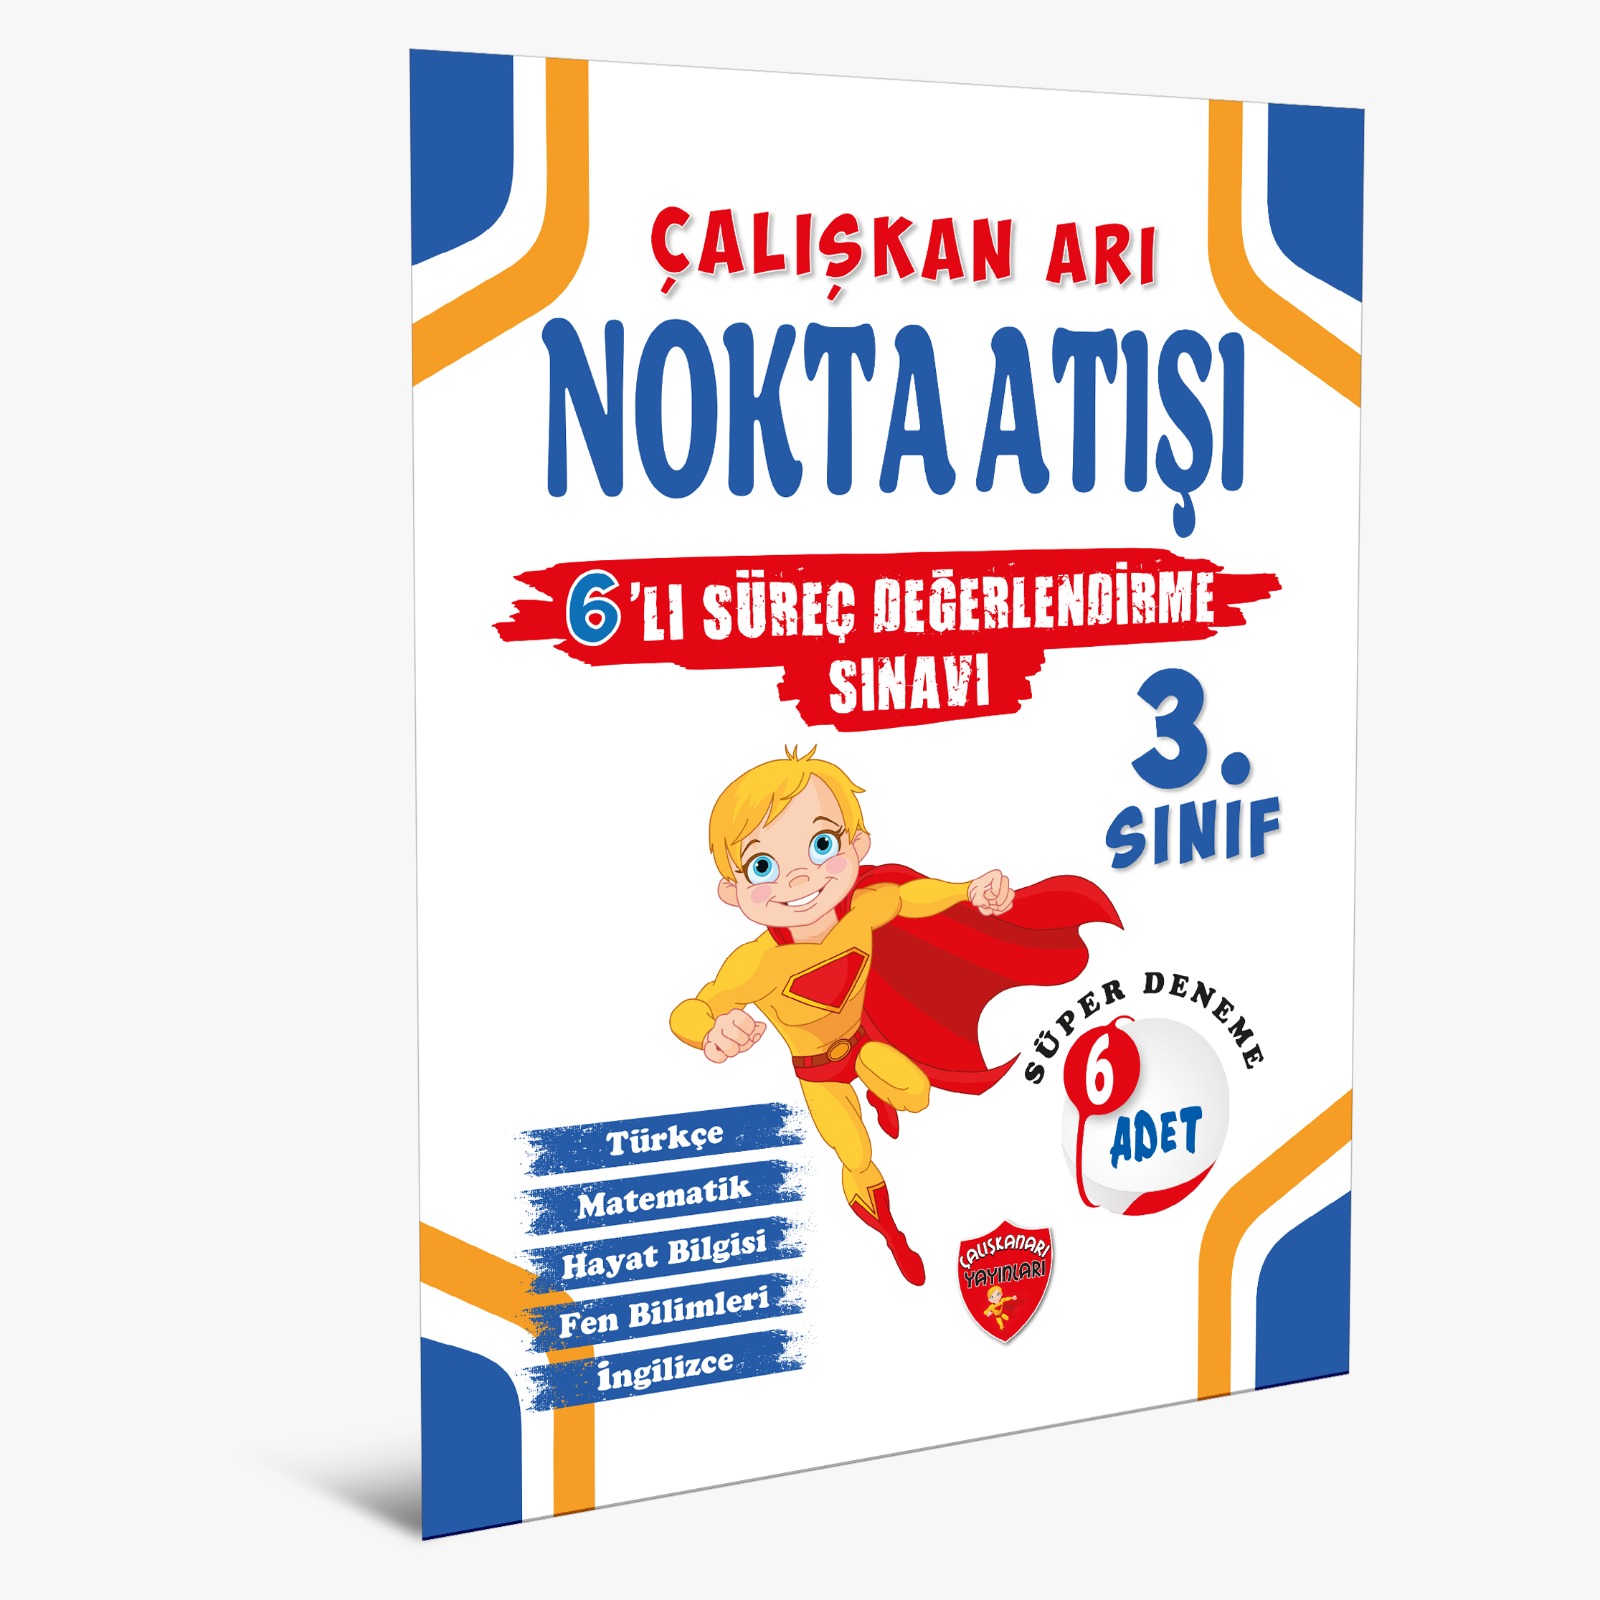 ÇALIŞKAN ARI
NOKTA ATIŞI
6'LI SÜREÇ DEĞERLENDİRME
SINAVI
3.
SINIF
SÜPER DENEME
6
ADET
Türkçe
Matematik
Hayat Bilgisi
Fen Bilimleri
İngilizce
ÇALIŞKANARI
YAYINLARI